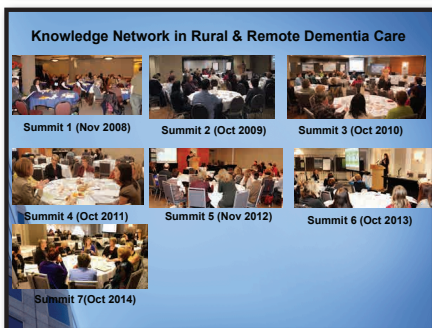 Knowledge Network in Rural & Remote Dementia Care
Summit 1 (Nov 2008)
Summit 2 (Oct 2009)
Summit 3 (Oct 2010)
Summit 4 (Oct 2011)
Summit 5 (Nov 2012)
Summit 6 (Oct 2013)
Summit 7(Oct 2014)